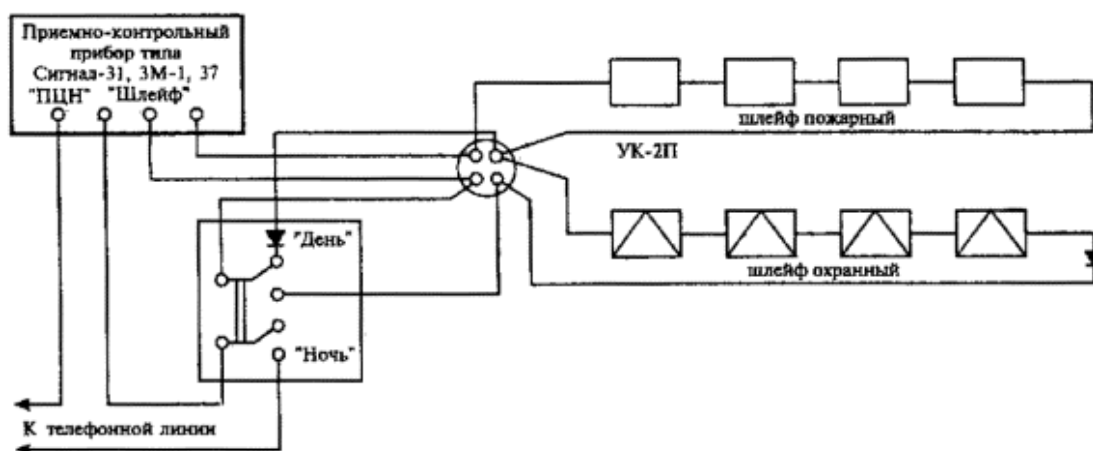 Приемно-контрольный
прибор типа
Сигнал-31, 3М-1, 37
"ПЦН" "Шлейф"
шлейф пожарный
УК-2П
"День"
шлейф охранный
"Ночь"
К телефонной линии